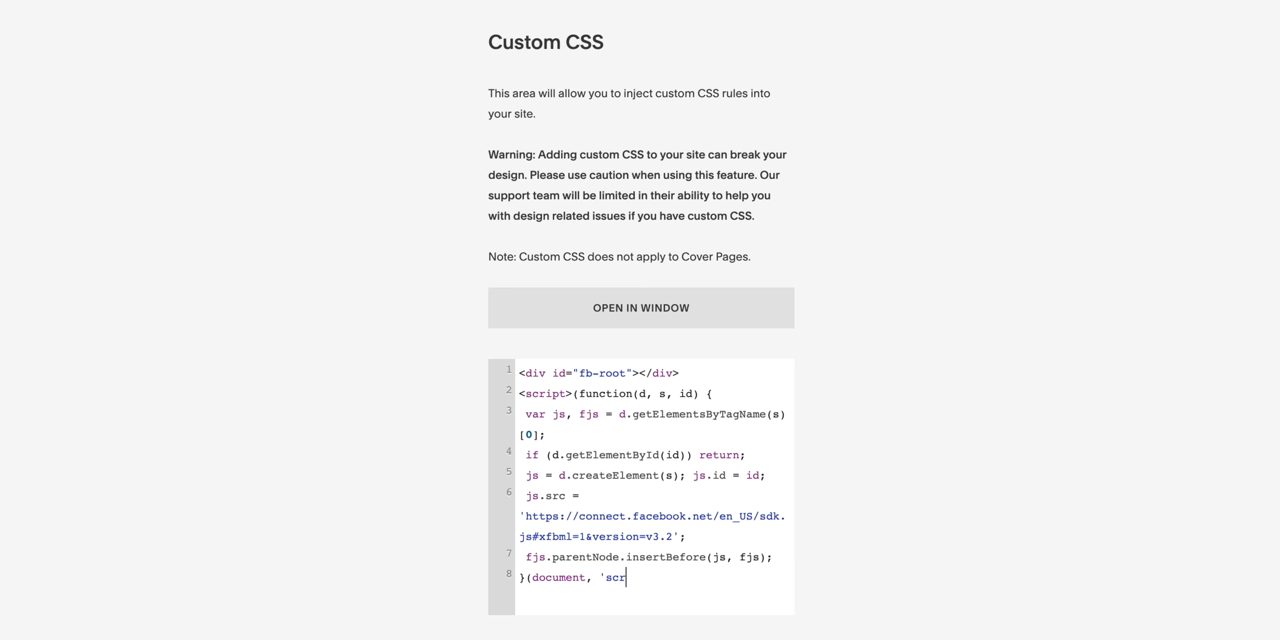 Custom CSS
This area will allow you to inject custom CSS rules into
your site.
Warning: Adding custom CSS to your site can break your
design. Please use caution when using this feature. Our
support team will be limited in their ability to help you
with design related issues if you have custom CSS.
Note: Custom CSS does not apply to Cover Pages.
OPEN IN WINDOW
1 <div id="fb-root"></div>
2 <script>(function(d, s, id) {
3 var js, fjs = d.getElementsByTagName(s)
[0];
4 if (d.getElementById(id)) return;
5 js = d.createElement(s); js.id = id;
6 js.src =
'https://connect.facebook.net/en_US/sdk.
js#xfbml=1&version=v3.2';
7 fjs.parentNode.insertBefore(js, fjs);
8 }(document, 'scr